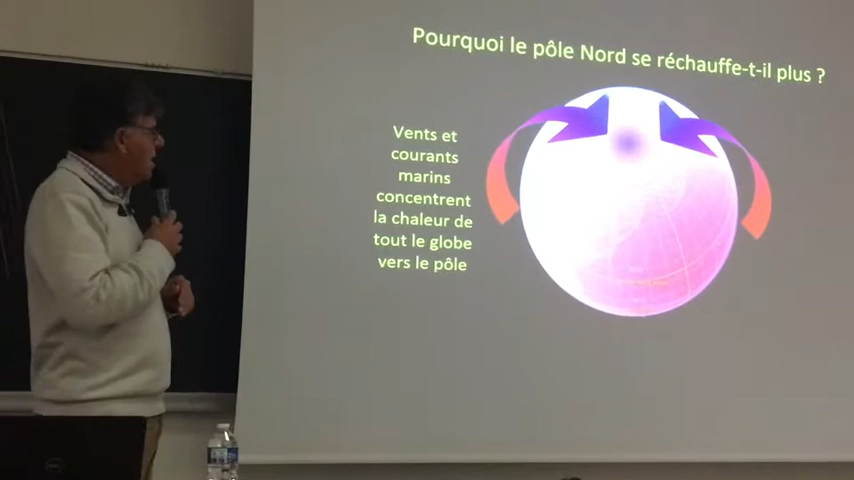 Pourquoi le pôle Nord se réchauffe-t-il plus ?
Vents et
courants
marins
concentrent
la chaleur de
tout le globe
vers le pôle